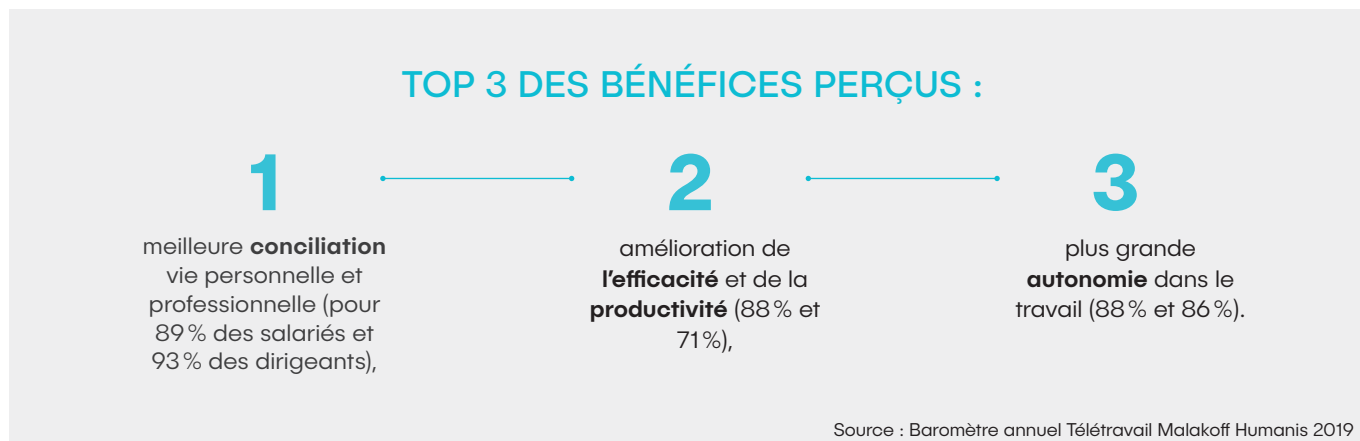 TOP 3 DES BÉNÉFICES PERÇUS :
1
meilleure conciliation
vie personnelle et
professionnelle (pour
89 % des salariés et
93 % des dirigeants),
2
amélioration de
l'efficacité et de la
productivité (88 % et
71 %),
3
plus grande
autonomie dans le
travail (88 % et 86 %).
Source : Baromètre annuel Télétravail Malakoff Humanis 2019